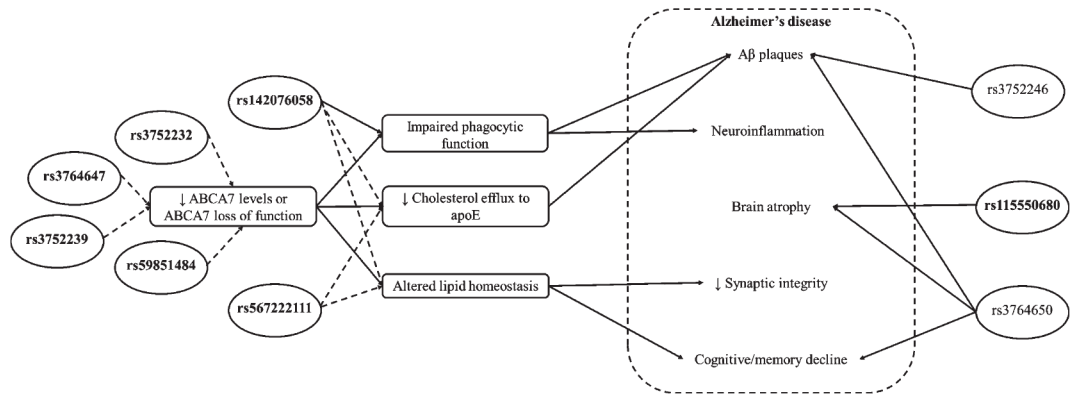 Alzheimer's disease
Aβ plaques
rs3752246
rs142076058
Impaired phagocytic
function
Neuroinflammation
rs3752232
rs3764647
↓ ABCA7 levels or
ABCA7 loss of function
↓ Cholesterol efflux to
apoE
Brain atrophy
rs115550680
rs3752239
rs59851484
rs567222111
Altered lipid homeostasis
↓ Synaptic integrity
rs3764650
Cognitive/memory decline